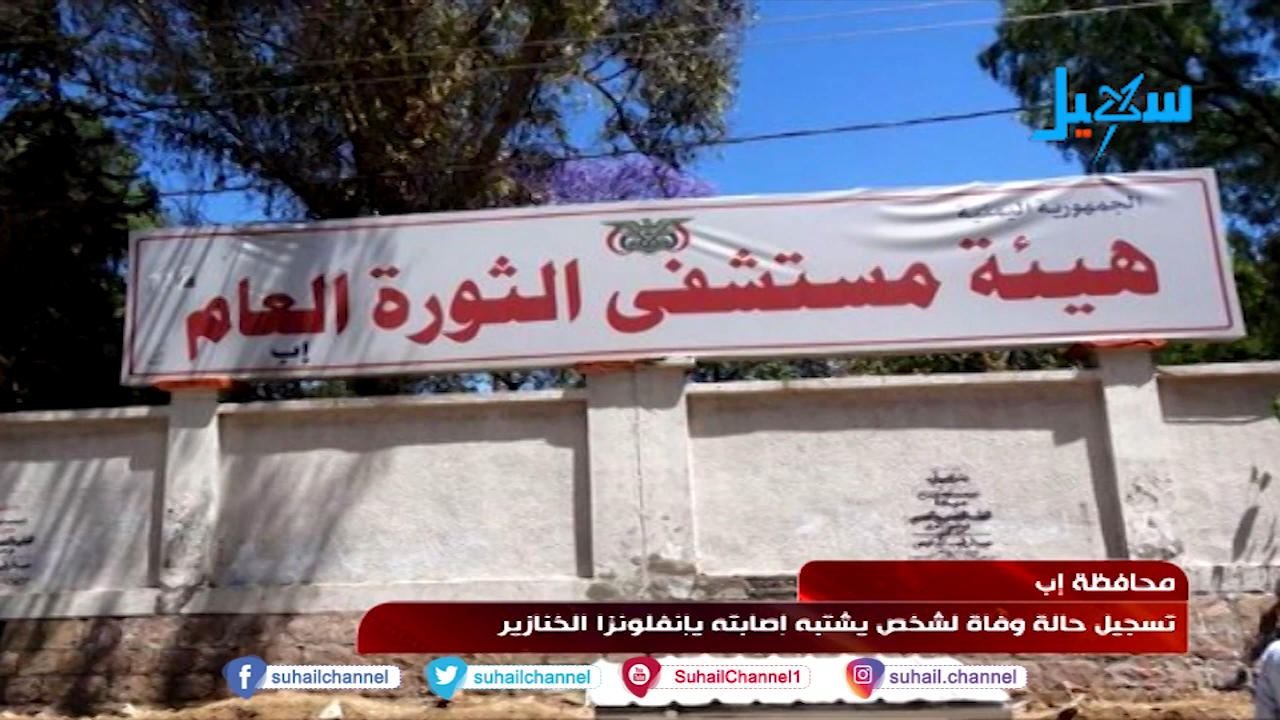 سهيل
الجمهورية اليمنية
هيئة مستشفى الثورة العام
إب
محافظة إب
تسجيل حالة وفاة لشخص يشتبه إصابته بإنفلونزا الخنازير
suhailchannel
suhailchannel
SuhailChannel1
suhail.channel